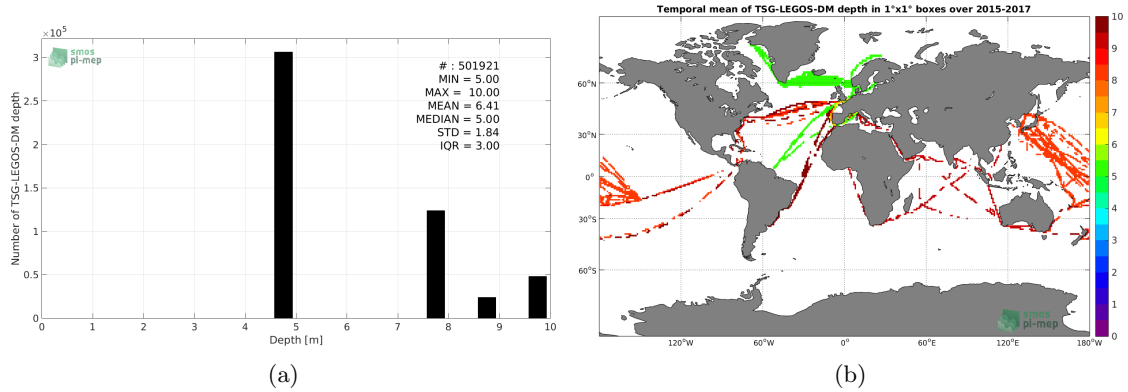 ×10⁵
smos
pi-mep
# : 501921
MIN = 5.00
MAX = 10.00
MEAN = 6.41
MEDIAN = 5.00
STD = 1.84
IQR = 3.00
Number of TSG-LEGOS-DM depth
3
2.5
2
1.5
1
0.5
0
0 1 2 3 4 5 6 7 8 9 10
Depth [m]
(a)
Temporal mean of TSG-LEGOS-DM depth in 1°x1° boxes over 2015-2017
60°N
30°N
0°
30°S
60°S
120°W 60°W 0° 60°E 120°W 180°W
smos
pi-mep
10
9
8
7
6
5
4
3
2
1
0
(b)